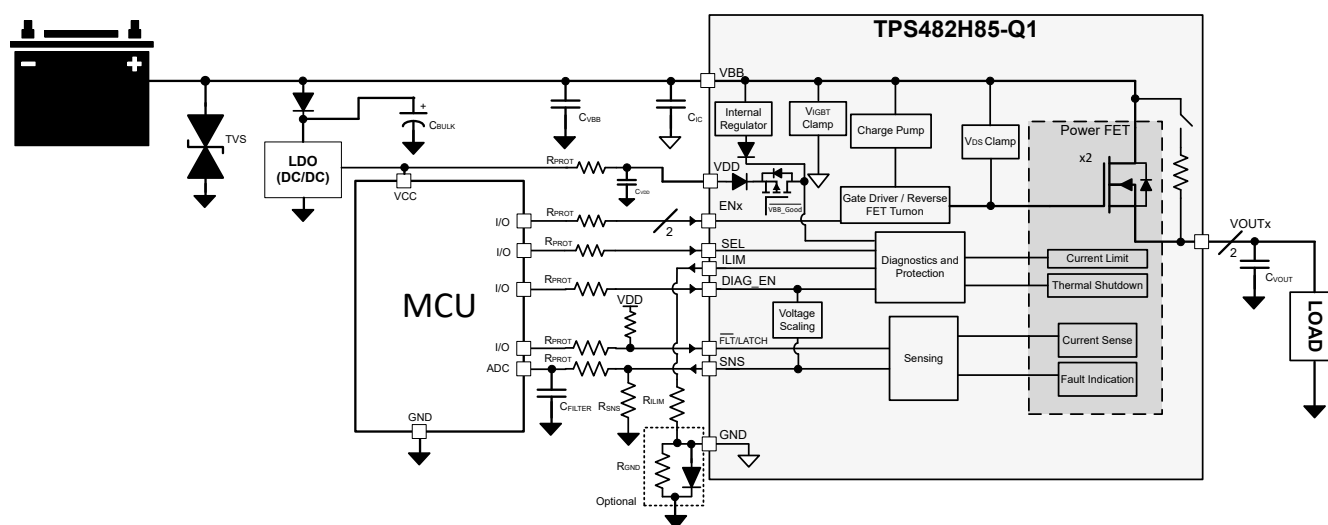 TPS482H85-Q1
VBB
TVS
CBULK
CVBB
CIC
Internal
Regulator
VIGBT
Clamp
Charge Pump
VDS Clamp
Power FET
x2
LDO
(DC/DC)
RPROT
CVDD
VDD
VBB_Good
Gate Driver / Reverse
FET Turnon
VCC
I/O
RPROT
2
ENx
VOUTx
2
CVOUT
LOAD
I/O
RPROT
SEL
ILIM
Diagnostics and
Protection
Current Limit
Thermal Shutdown
I/O
RPROT
DIAG_EN
MCU
VDD
Voltage
Scaling
I/O
RPROT
FLT/LATCH
Sensing
Current Sense
ADC
RPROT
SNS
Fault Indication
CFILTER
RSNS
RILIM
GND
GND
RGND
Optional